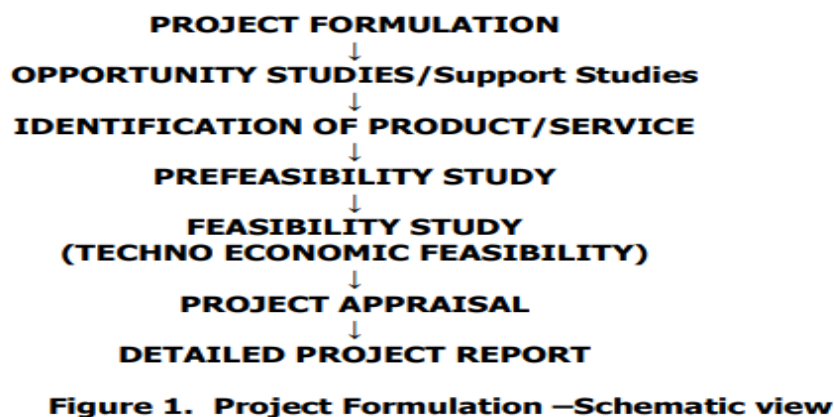 PROJECT FORMULATION
↓
OPPORTUNITY STUDIES/Support Studies
↓
IDENTIFICATION OF PRODUCT/SERVICE
↓
PREFEASIBILITY STUDY
↓
FEASIBILITY STUDY
(TECHNO ECONOMIC FEASIBILITY)
↓
PROJECT APPRAISAL
↓
DETAILED PROJECT REPORT
Figure 1. Project Formulation –Schematic view